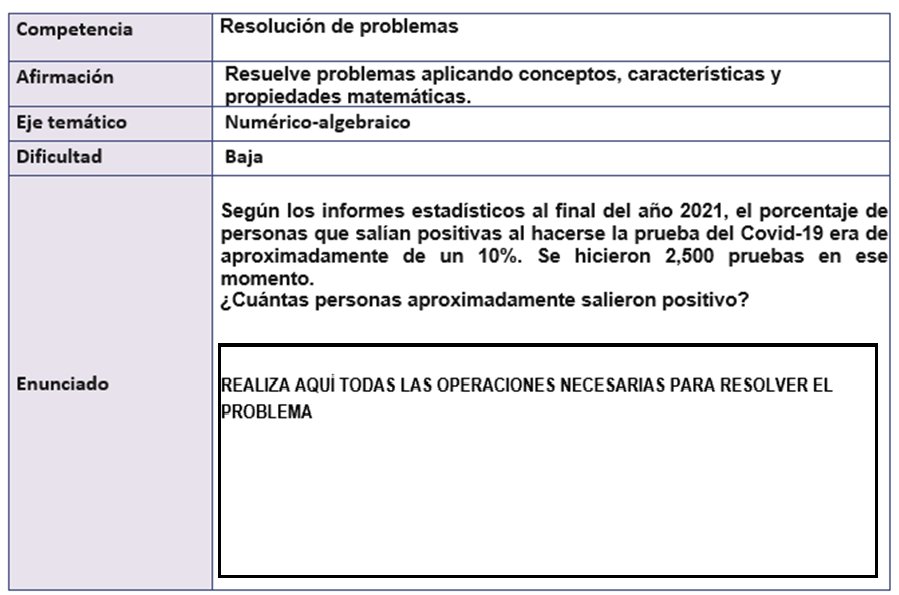 Competencia
Resolución de problemas
Afirmación
Resuelve problemas aplicando conceptos, características y
propiedades matemáticas.
Eje temático
Numérico-algebraico
Dificultad
Baja
Enunciado
Según los informes estadísticos al final del año 2021, el porcentaje de
personas que salían positivas al hacerse la prueba del Covid-19 era de
aproximadamente de un 10%. Se hicieron 2,500 pruebas en ese
momento.
¿Cuántas personas aproximadamente salieron positivo?
REALIZA AQUÍ TODAS LAS OPERACIONES NECESARIAS PARA RESOLVER EL
PROBLEMA